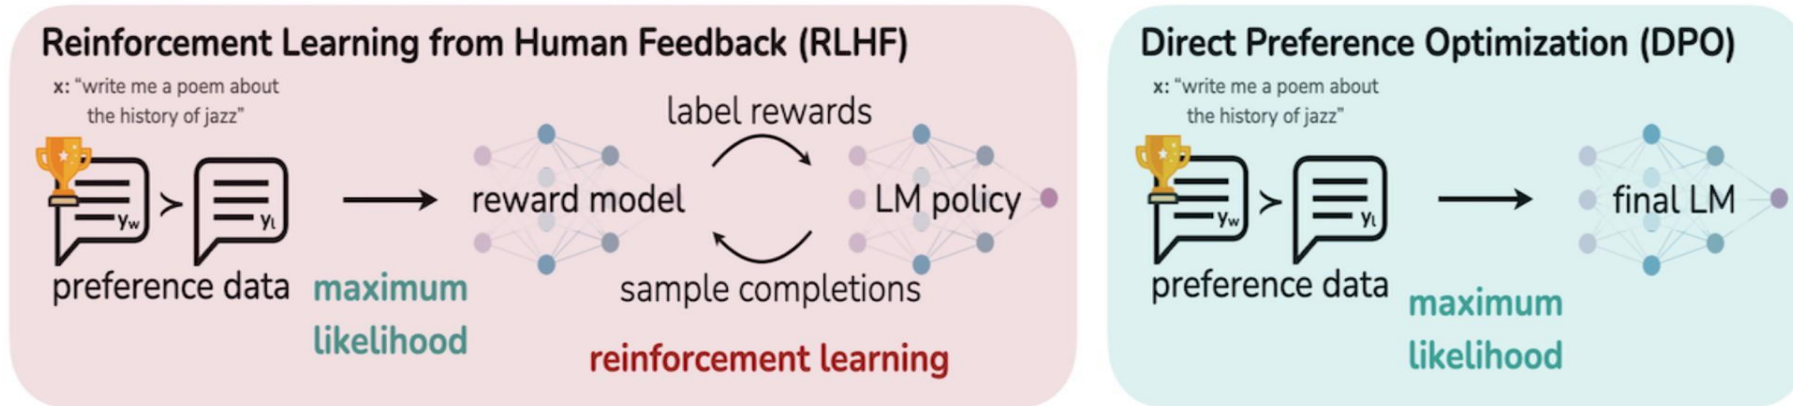 Reinforcement Learning from Human Feedback (RLHF)
x: “write me a poem about
the history of jazz”
label rewards
yw
>
yl
reward model
LM policy
preference data
maximum
likelihood
sample completions
reinforcement learning
Direct Preference Optimization (DPO)
x: “write me a poem about
the history of jazz”
yw
>
yl
final LM
preference data
maximum
likelihood